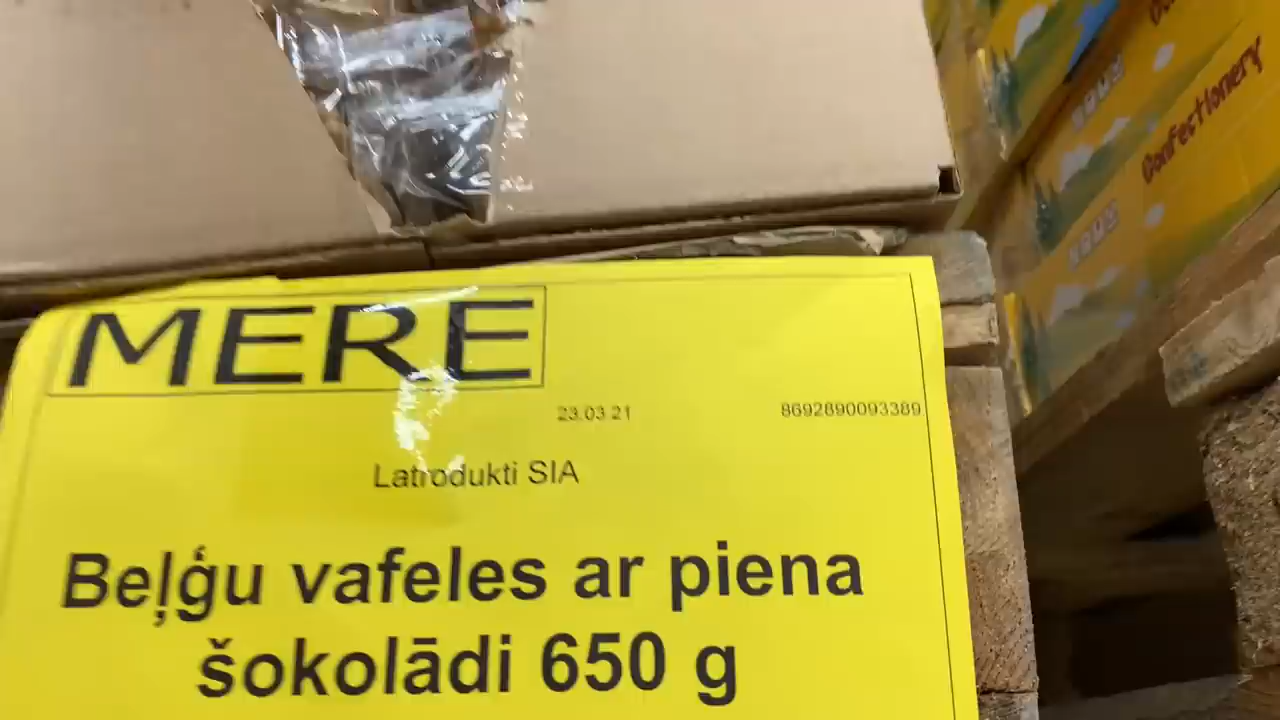 MERE
23.03.21
8692890093389
Latrodukti SIA
Beļģu vafeles ar piena
šokolādi 650 g
Confectionery